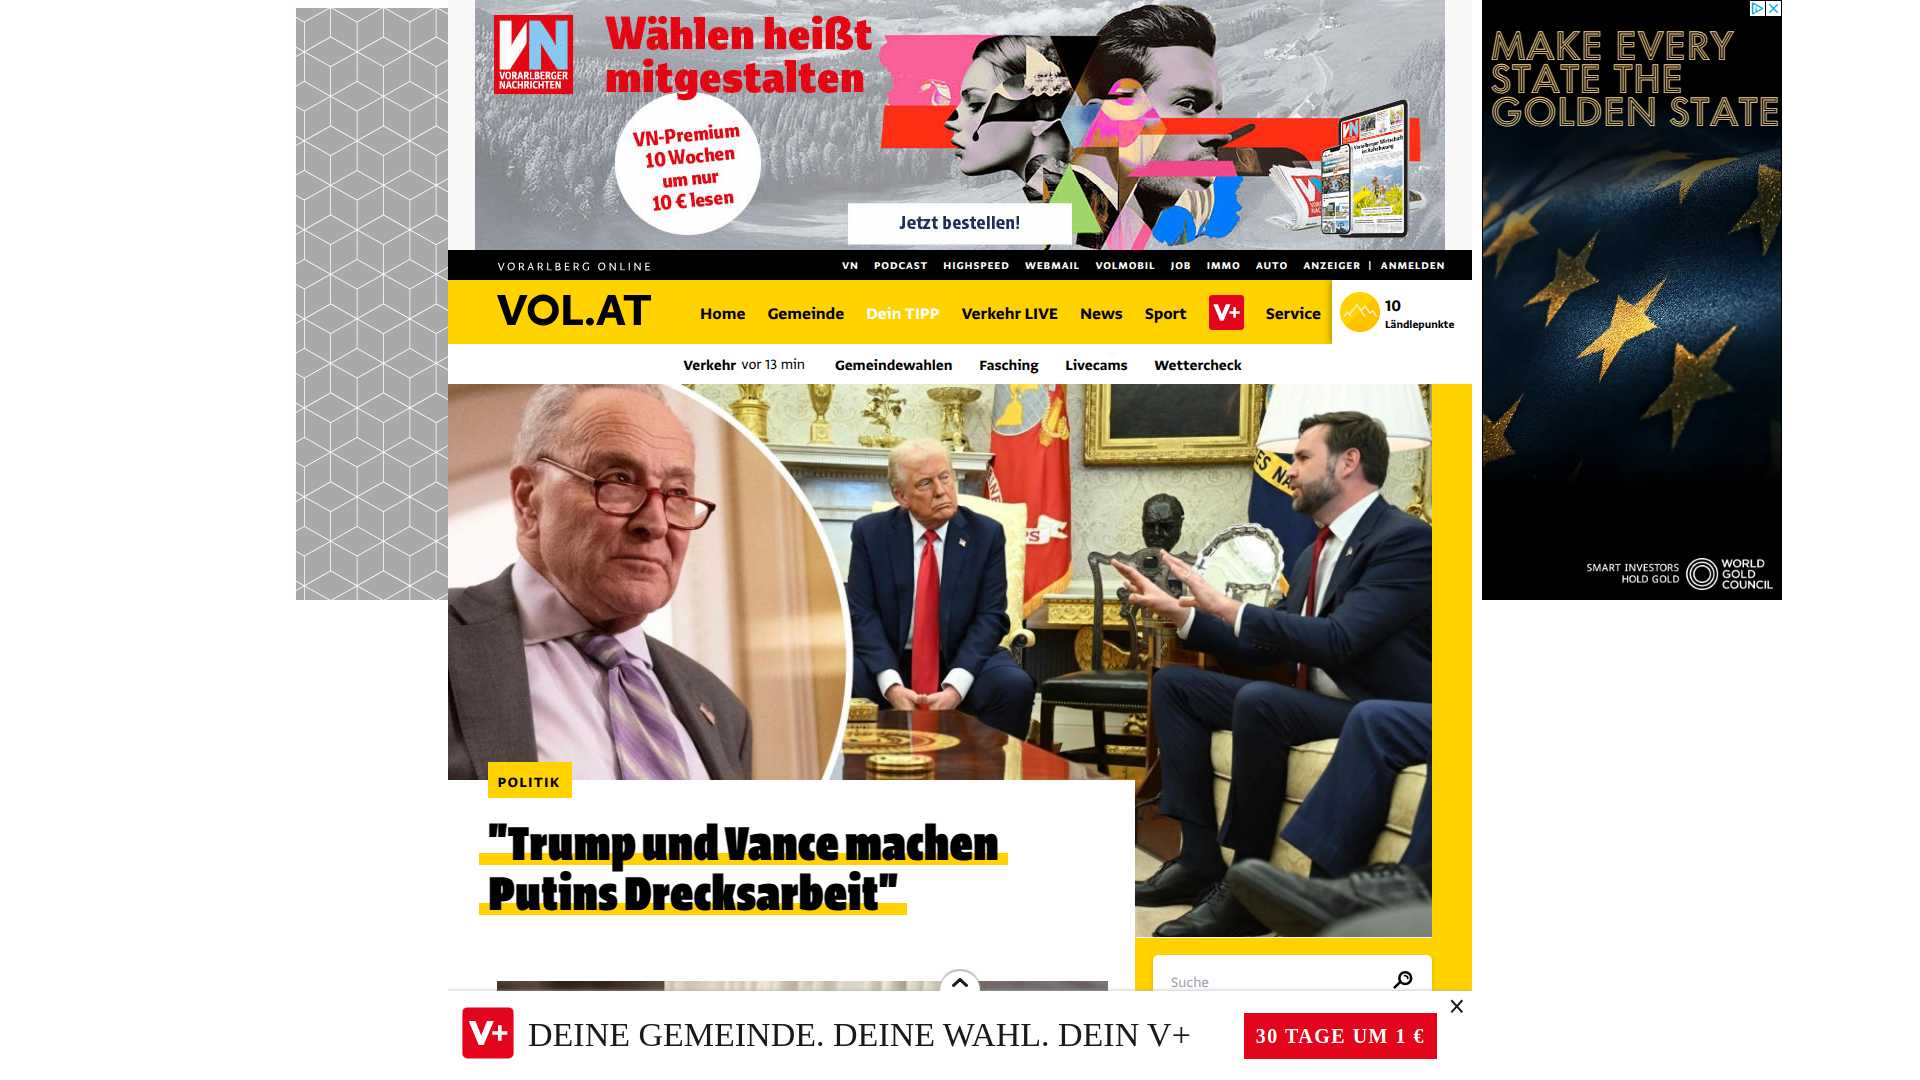 VN
VORARLBERGER
NACHRICHTEN
Wählen heißt
mitgestalten
VN-Premium
10 Wochen
um nur
10 € lesen
Jetzt bestellen!
MAKE EVERY
STATE THE
GOLDEN STATE
SMART INVESTORS
HOLD GOLD
WORLD
GOLD
COUNCIL
VORARLBERG ONLINE
VN PODCAST HIGHSPEED WEBMAIL VOLMOBIL JOB IMMO AUTO ANZEIGER | ANMELDEN
VOL.AT
Home Gemeinde Dein TIPP Verkehr LIVE News Sport V+ Service
10
Ländlepunkte
Verkehr vor 13 min Gemeindewahlen Fasching Livecams Wettercheck
POLITIK
"Trump und Vance machen
Putins Drecksarbeit"
Suche
V+ DEINE GEMEINDE. DEINE WAHL. DEIN V+ 30 TAGE UM 1 €